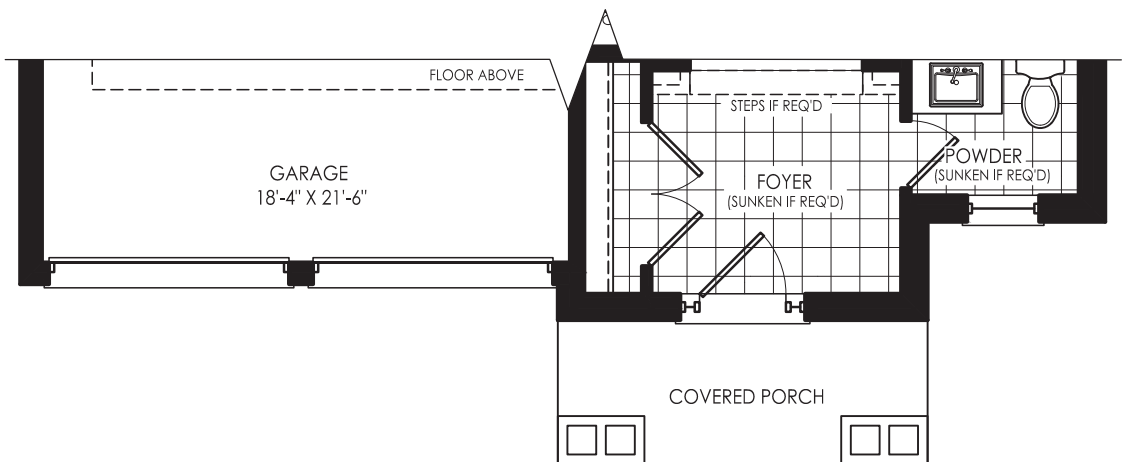 FLOOR ABOVE
GARAGE
18'-4" X 21'-6"
STEPS IF REQ'D
FOYER
(SUNKEN IF REQ'D)
POWDER
(SUNKEN IF REQ'D)
COVERED PORCH